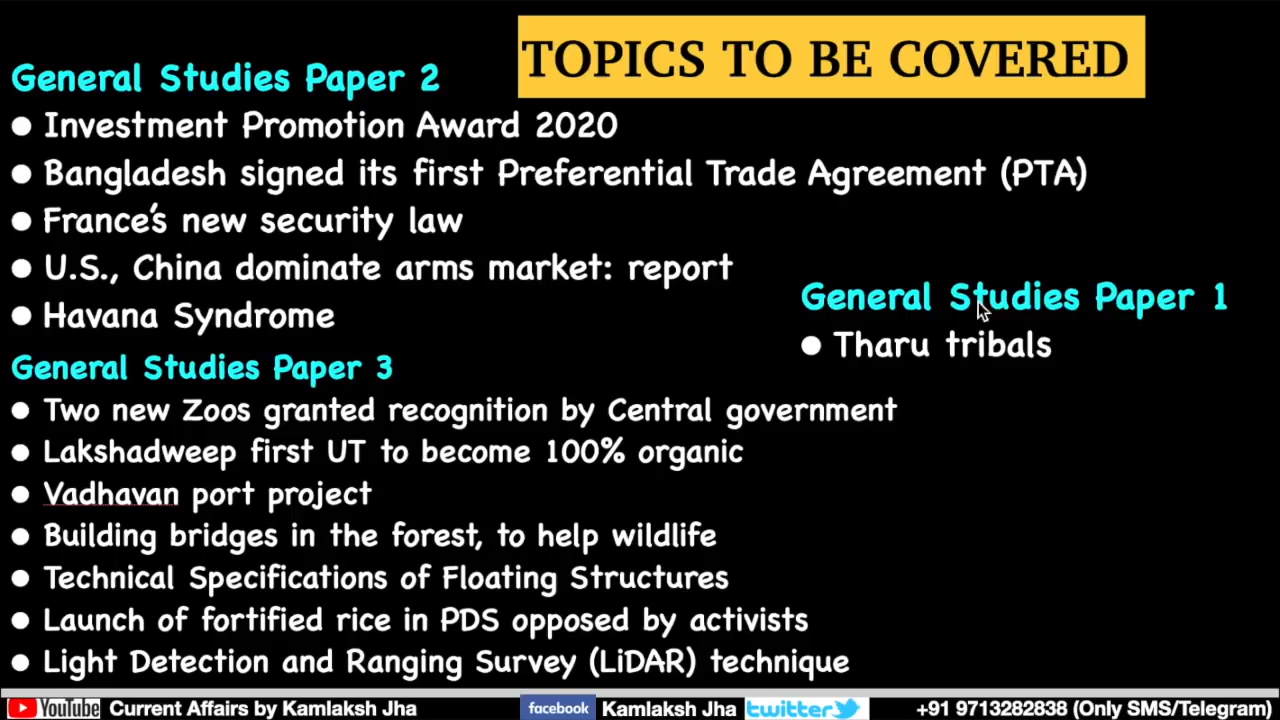 TOPICS TO BE COVERED
General Studies Paper 2
● Investment Promotion Award 2020
● Bangladesh signed its first Preferential Trade Agreement (PTA)
● France's new security law
● U.S., China dominate arms market: report
● Havana Syndrome
General Studies Paper 1
● Tharu tribals
General Studies Paper 3
● Two new Zoos granted recognition by Central government
● Lakshadweep first UT to become 100% organic
● Vadhavan port project
● Building bridges in the forest, to help wildlife
● Technical Specifications of Floating Structures
● Launch of fortified rice in PDS opposed by activists
● Light Detection and Ranging Survey (LiDAR) technique
YouTube Current Affairs by Kamlaksh Jha facebook Kamlaksh Jha twitter +91 9713282838 (Only SMS/Telegram)